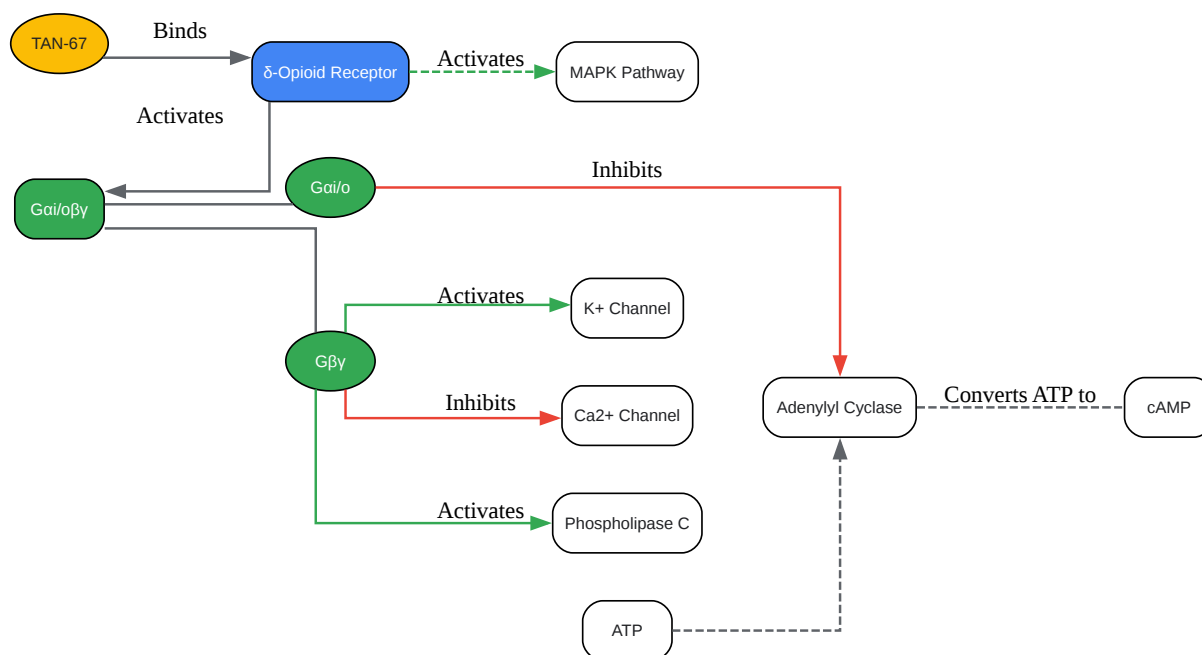 TAN-67
Binds
δ-Opioid Receptor
Activates
MAPK Pathway
Activates
Gαi/o
Inhibits
Gαi/oβγ
Activates
K+ Channel
Gβγ
Inhibits
Ca2+ Channel
Adenylyl Cyclase
Converts ATP to
cAMP
Activates
Phospholipase C
ATP